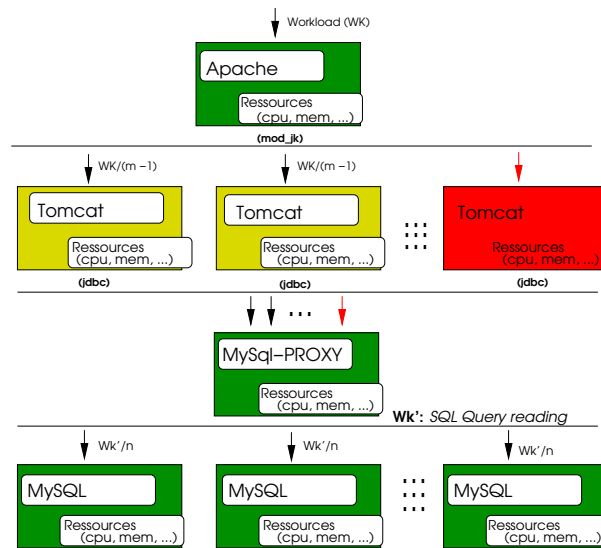 Workload (WK)
Apache
Ressources
(cpu, mem, ...)
(mod_jk)
WK/(m −1) WK/(m −1)
Tomcat Tomcat Tomcat
Ressources Ressources Ressources
(cpu, mem, ...) (cpu, mem, ...) (cpu, mem, ...)
(jdbc) (jdbc) (jdbc)
...
MySql−PROXY
Ressources
(cpu, mem, ...)
Wk': SQL Query reading
Wk'/n Wk'/n Wk'/n
MySQL MySQL MySQL
Ressources Ressources Ressources
(cpu, mem, ...) (cpu, mem, ...) (cpu, mem, ...)